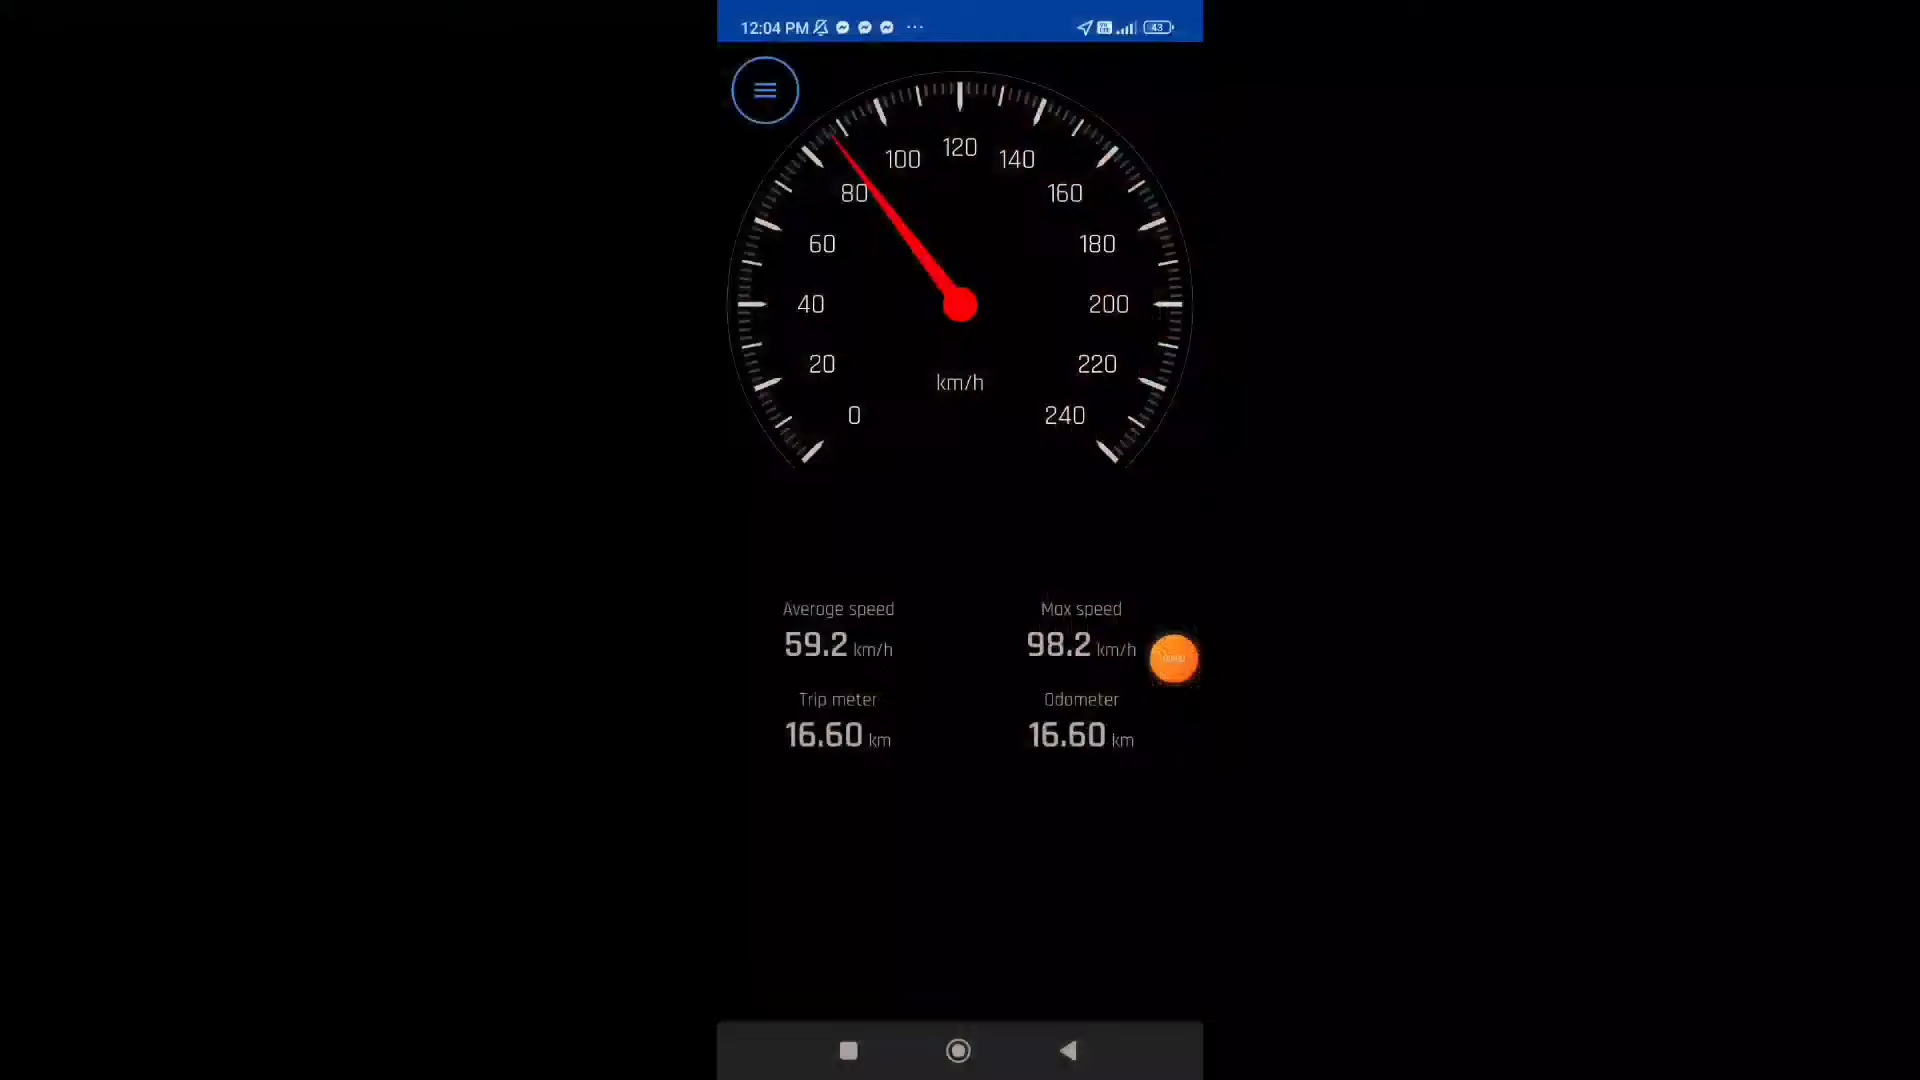 12:04 PM
43
120
100
140
80
160
60
180
40
200
20
220
km/h
0
240
Average speed
Max speed
59.2 km/h
98.2 km/h
Trip meter
Odometer
16.60 km
16.60 km